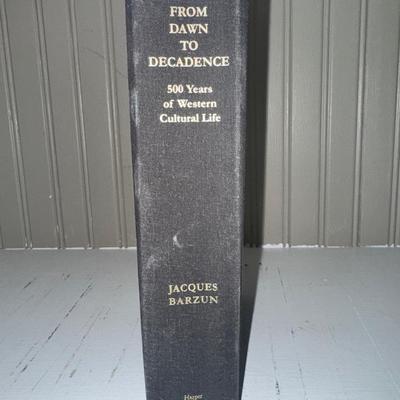 FROM
DAWN
TO
DECADENCE
500 Years
of Western
Cultural Life
JACQUES
BARZUN
Harper